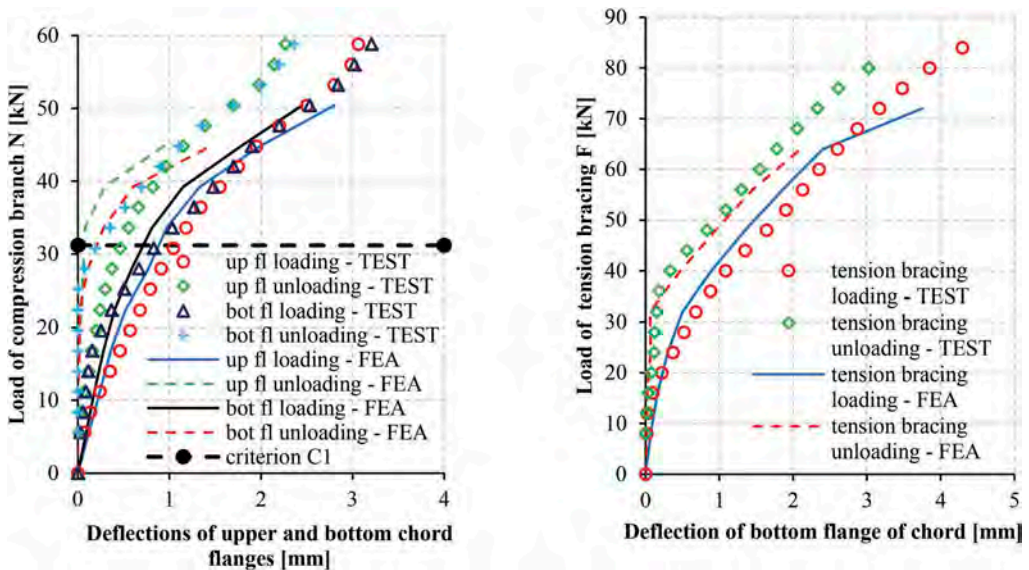 Load of compression branch N [kN]
60
50
40
30
20
10
0
up fl loading - TEST
up fl unloading - TEST
bot fl loading - TEST
bot fl unloading - TEST
up fl loading - FEA
up fl unloading - FEA
bot fl loading - FEA
bot fl unloading - FEA
criterion C1
0 1 2 3 4
Deflections of upper and bottom chord
flanges [mm]
Load of tension bracing F [kN]
90
80
70
60
50
40
30
20
10
0
tension bracing
loading - TEST
tension bracing
unloading - TEST
tension bracing
loading - FEA
tension bracing
unloading - FEA
0 1 2 3 4 5
Deflection of bottom flange of chord [mm]